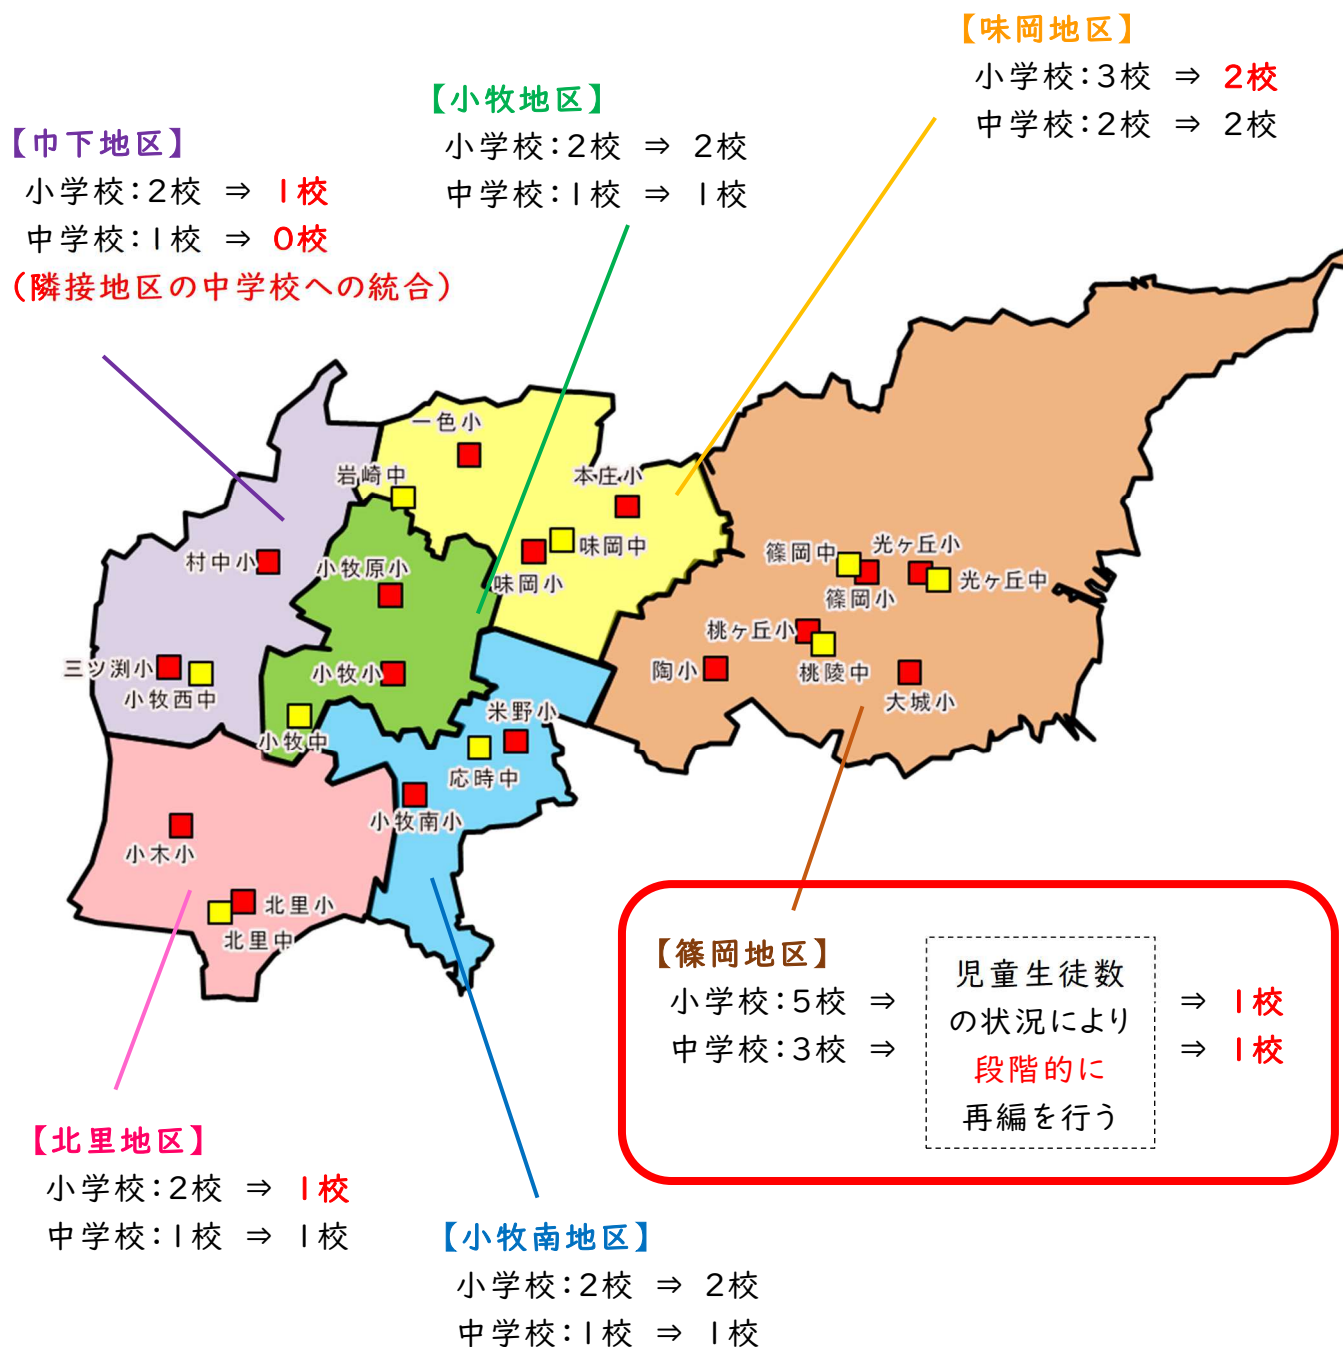 【味岡地区】
小学校:3校 ⇒ 2校
中学校:2校 ⇒ 2校
【小牧地区】
小学校:2校 ⇒ 2校
中学校:1校 ⇒ 1校
【巾下地区】
小学校:2校 ⇒ 1校
中学校:1校 ⇒ 0校
(隣接地区の中学校への統合)
一色小
岩崎中
本庄小
味岡中
味岡小
村中小
小牧原小
三ツ渕小
小牧西中
小牧小
小牧中
篠岡中
光ヶ丘小
篠岡小
光ヶ丘中
桃ヶ丘小
陶小
桃陵中
大城小
米野小
応時中
小牧南小
小木小
北里小
北里中
【篠岡地区】
小学校:5校 ⇒
中学校:3校 ⇒
児童生徒数
の状況により
段階的に
再編を行う
⇒ 1校
⇒ 1校
【北里地区】
小学校:2校 ⇒ 1校
中学校:1校 ⇒ 1校
【小牧南地区】
小学校:2校 ⇒ 2校
中学校:1校 ⇒ 1校